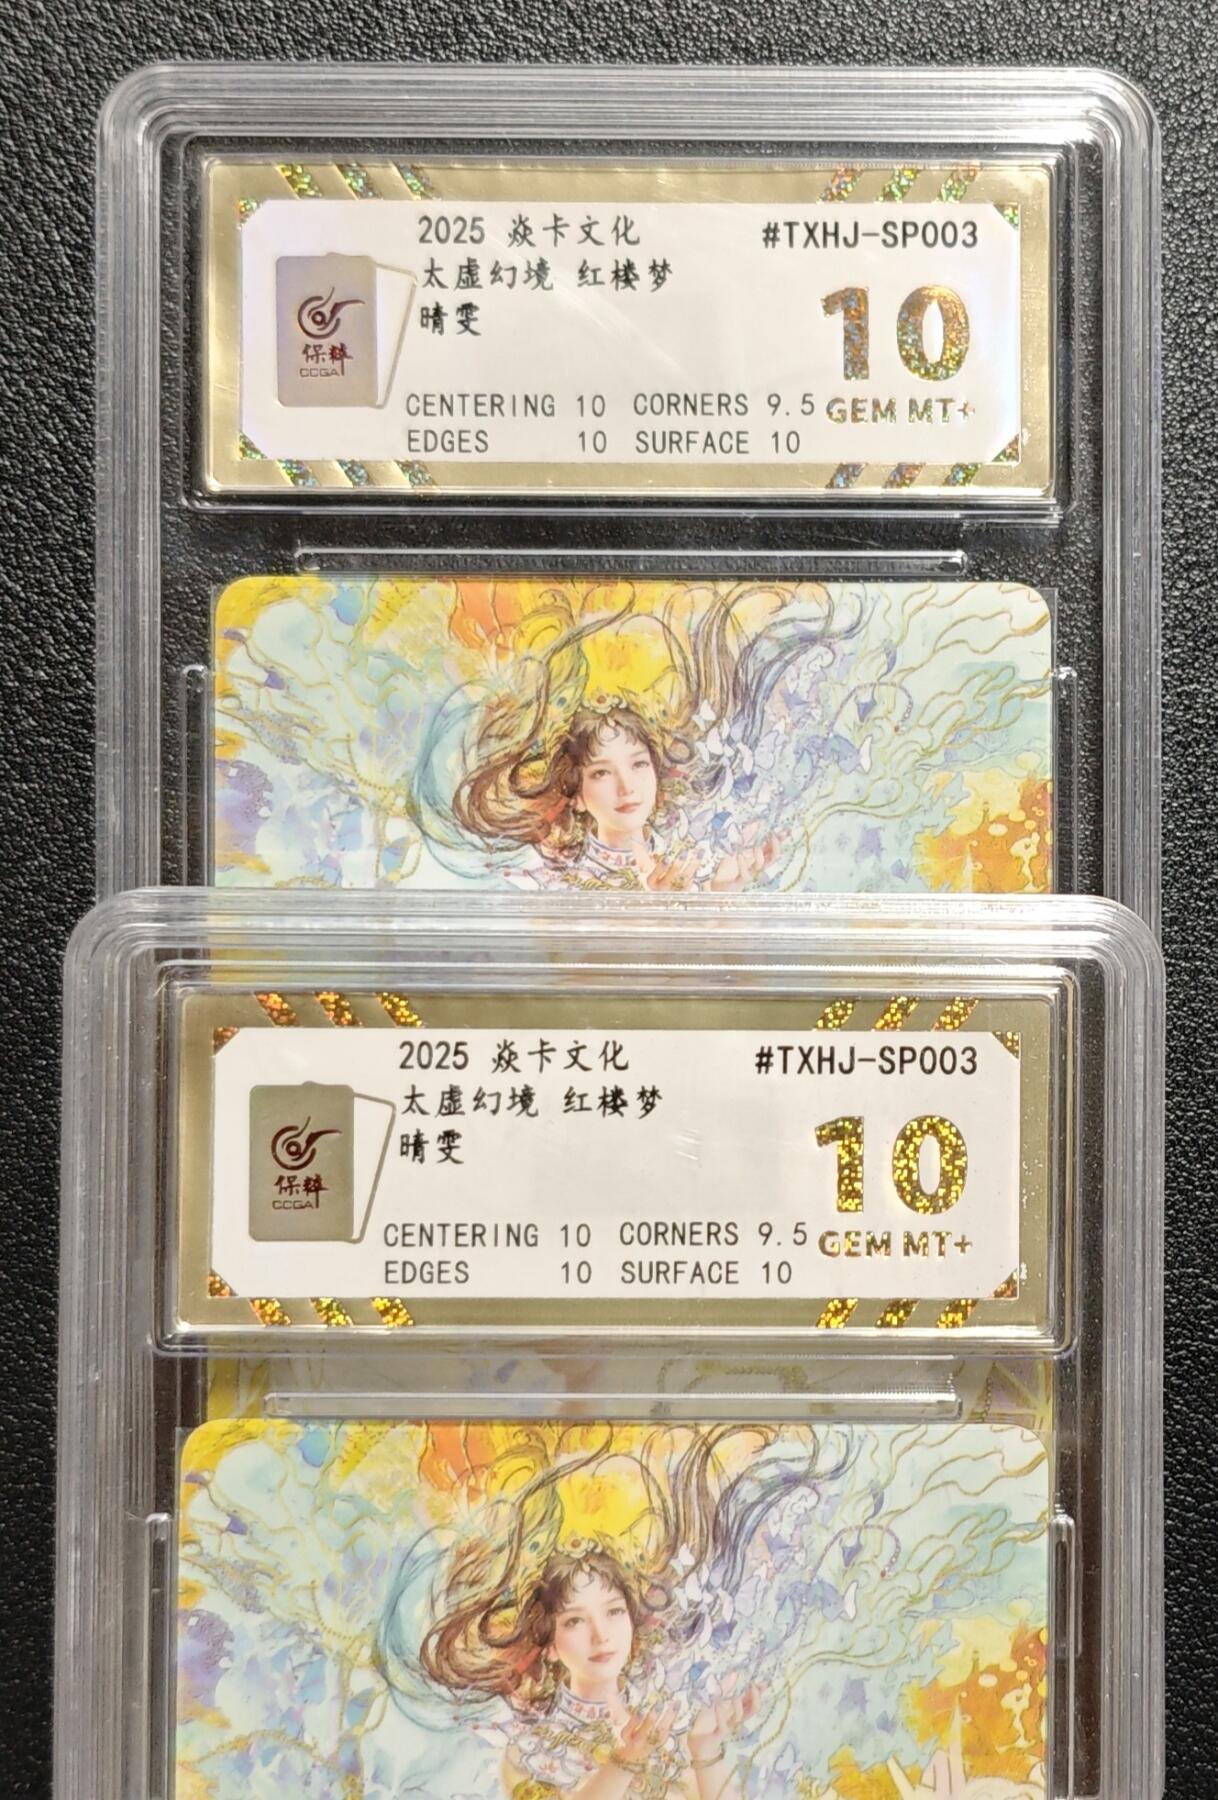 2025 焱卡文化 #TXHJ-SP003
太虚幻境 红楼梦
晴雯
10
保粹
CCGA
CENTERING 10 CORNERS 9.5 GEM MT+
EDGES 10 SURFACE 10
2025 焱卡文化 #TXHJ-SP003
太虚幻境 红楼梦
晴雯
10
保粹
CCGA
CENTERING 10 CORNERS 9.5 GEM MT+
EDGES 10 SURFACE 10